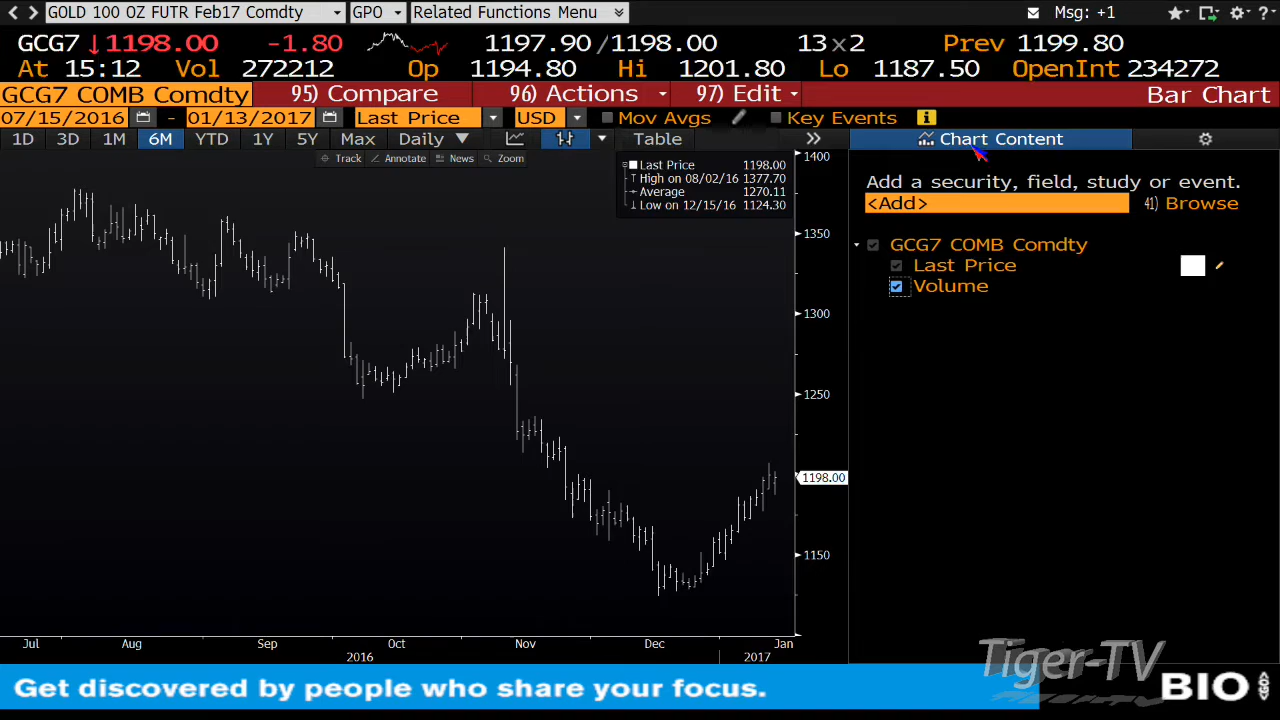 GOLD 100 OZ FUTR Feb17 Comdty GPO Related Functions Menu Msg: +1 ?
GCG7 ↓1198.00 -1.80 1197.90/1198.00 13x2 Prev 1199.80
At 15:12 Vol 272212 Op 1194.80 Hi 1201.80 Lo 1187.50 OpenInt 234272
GCG7 COMB Comdty 95) Compare 96) Actions 97) Edit Bar Chart
07/15/2016 - 01/13/2017 Last Price USD Mov Avgs Key Events i
1D 3D 1M 6M YTD 1Y 5Y Max Daily Table » Chart Content
Track Annotate News Zoom
Last Price 1198.00
High on 08/02/16 1377.70
Average 1270.11
Low on 12/15/16 1124.30
1400
1350
1300
1250
1198.00
1150
Jul Aug Sep Oct Nov Dec Jan
2016 2017
Add a security, field, study or event.
<Add> 41) Browse
GCG7 COMB Comdty
Last Price
Volume
Tiger-TV
Get discovered by people who share your focus.
BIO